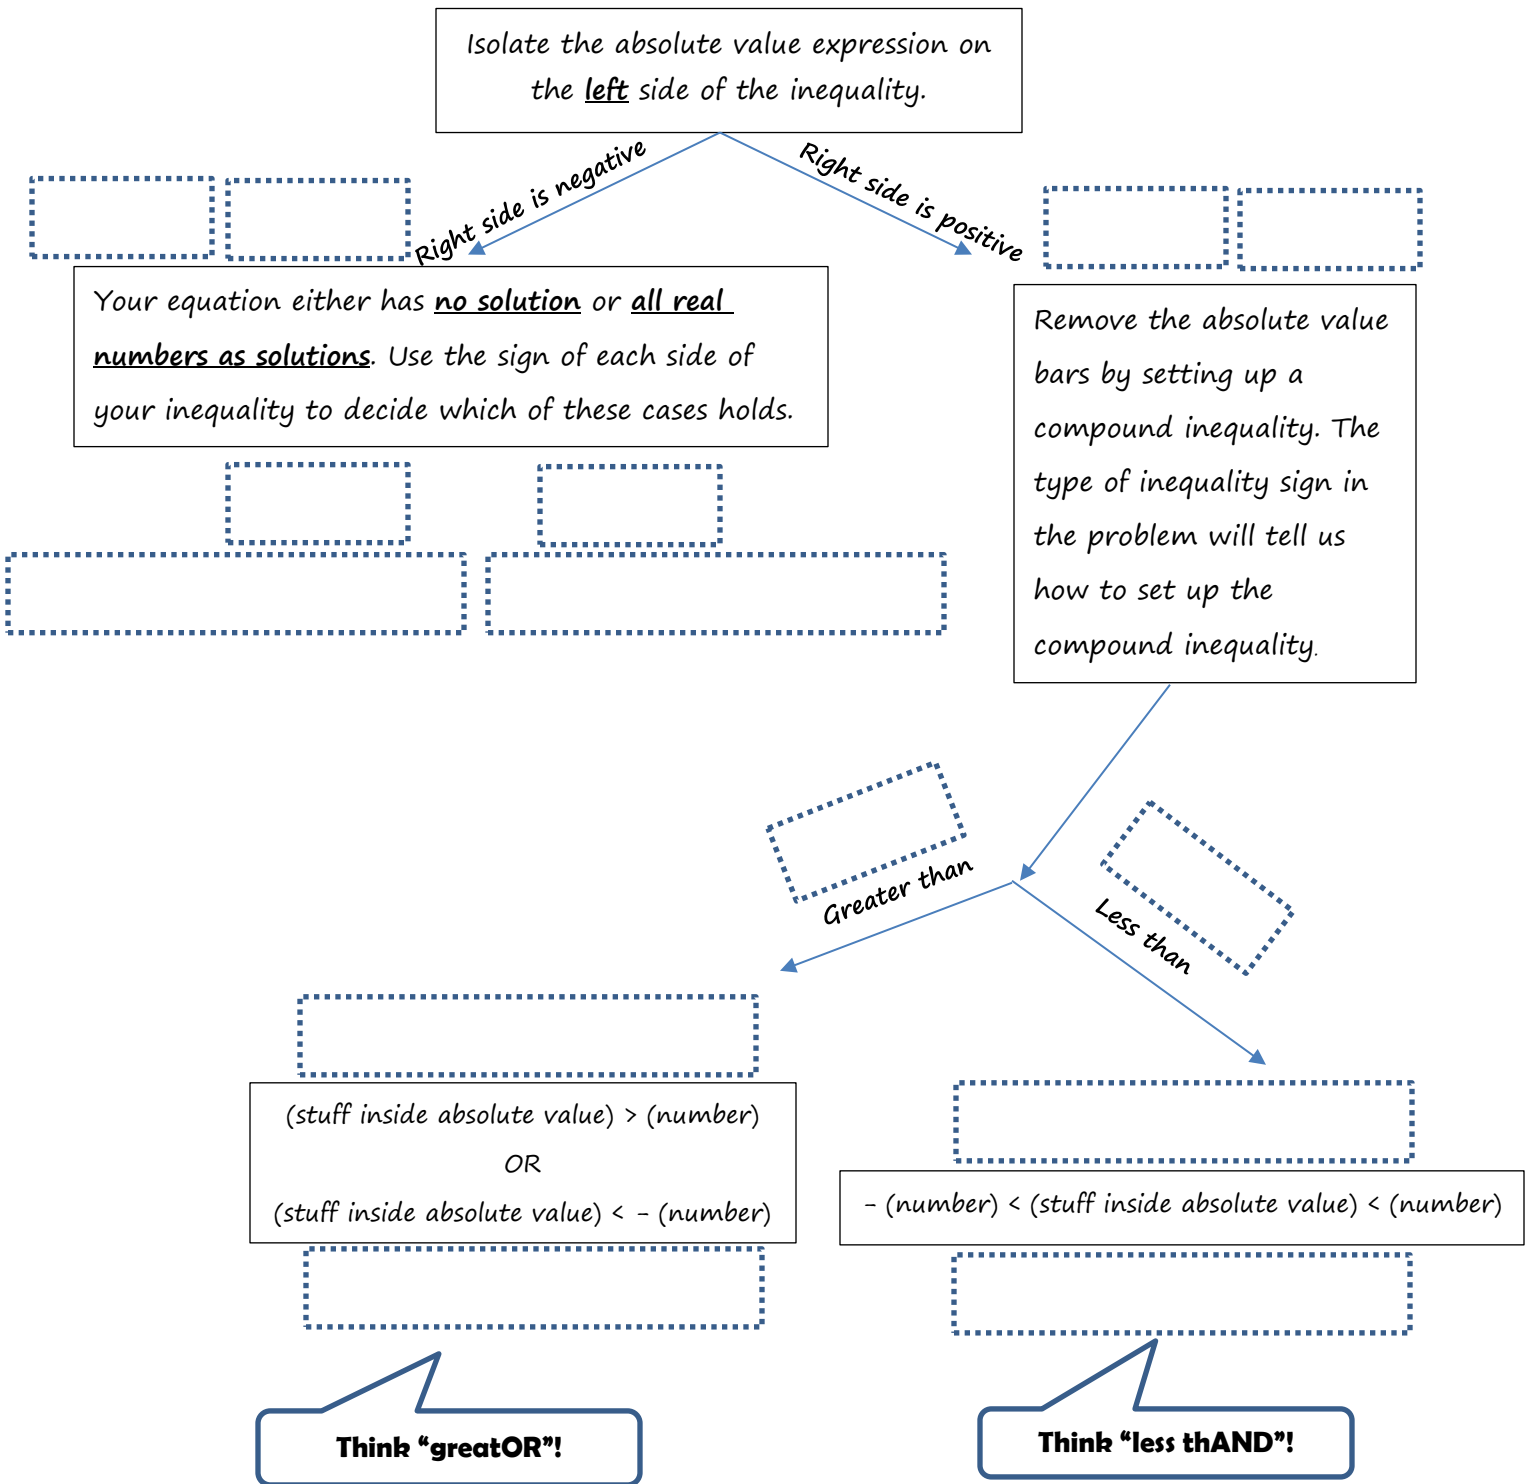 Isolate the absolute value expression on
the left side of the inequality.
Right side is negative
Right side is positive
Your equation either has no solution or all real
numbers as solutions. Use the sign of each side of
your inequality to decide which of these cases holds.
Remove the absolute value
bars by setting up a
compound inequality. The
type of inequality sign in
the problem will tell us
how to set up the
compound inequality.
Greater than
Less than
(stuff inside absolute value) > (number)
OR
(stuff inside absolute value) < - (number)
- (number) < (stuff inside absolute value) < (number)
Think “greatOR”!
Think “less thAND”!